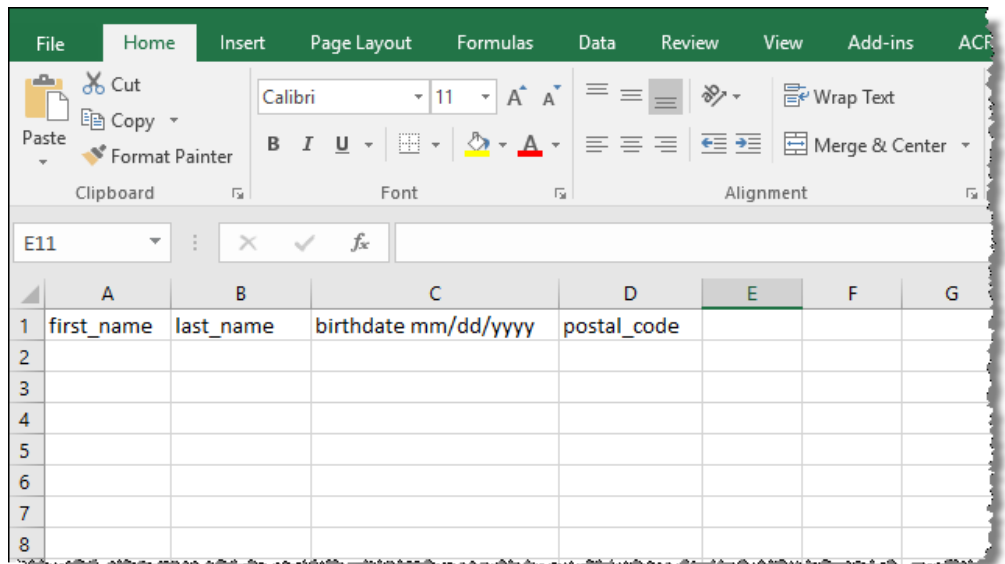 File Home Insert Page Layout Formulas Data Review View Add-ins
Cut
Calibri 11 A A Wrap Text
Copy
Paste
B I U A Merge & Center
Format Painter
Clipboard Font Alignment
E11 fx
A B C D E F G
1 first_name last_name birthdate mm/dd/yyyy postal_code
2
3
4
5
6
7
8